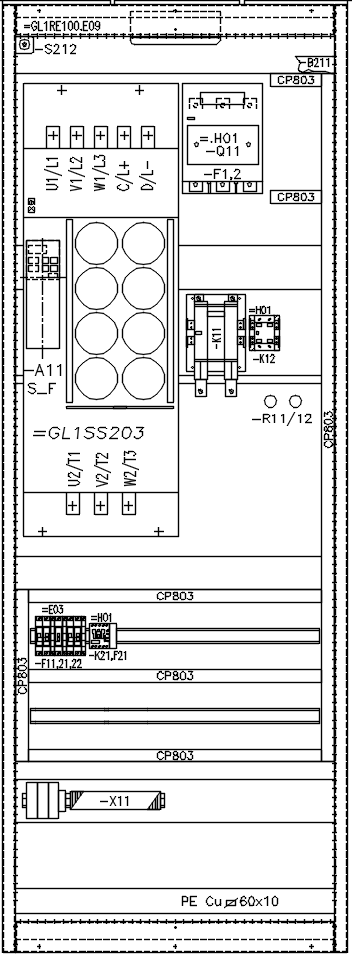 =GL1RE100.E09
-S212
-B211
CP803
=.H01
-Q11
-F1,2
CP803
U1/L1
V1/L2
W1/L3
C/L+
D/L-
=H01
-K11
-K12
-A11
S_F
-R11/12
CP803
=GL1SS203
U2/T1
V2/T2
W2/T3
CP803
=E03
=H01
-F11,21,22
-K21,F21
CP803
CP803
CP803
-X11
PE Cu 60x10